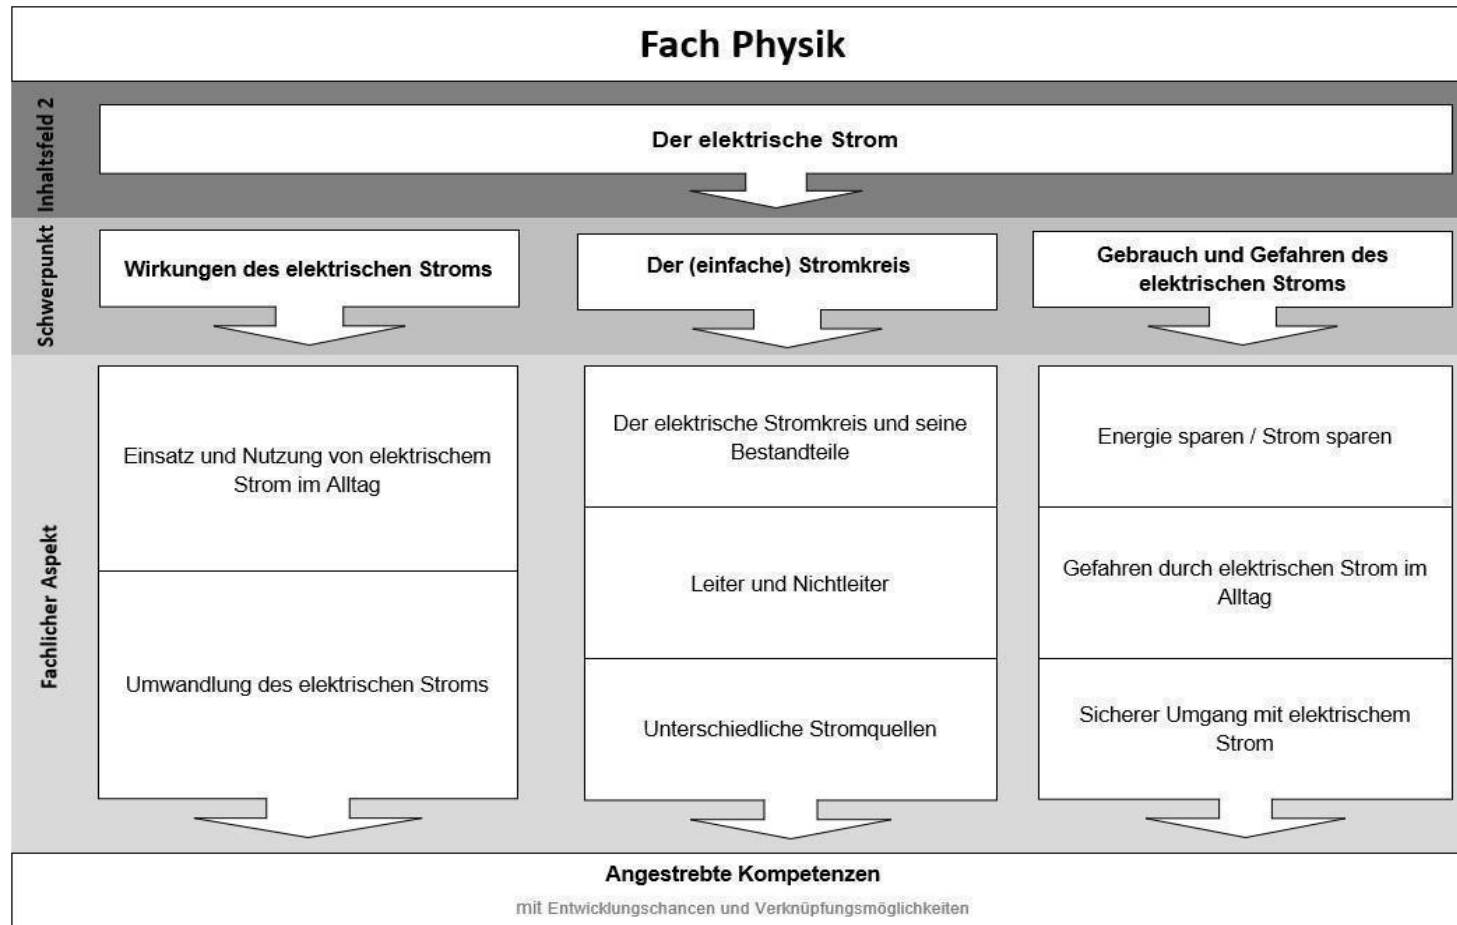 Fach Physik
Inhaltsfeld 2
Der elektrische Strom
Schwerpunkt
Wirkungen des elektrischen Stroms
Der (einfache) Stromkreis
Gebrauch und Gefahren des
elektrischen Stroms
Fachlicher Aspekt
Einsatz und Nutzung von elektrischem
Strom im Alltag
Umwandlung des elektrischen Stroms
Der elektrische Stromkreis und seine
Bestandteile
Leiter und Nichtleiter
Unterschiedliche Stromquellen
Energie sparen / Strom sparen
Gefahren durch elektrischen Strom im
Alltag
Sicherer Umgang mit elektrischem
Strom
Angestrebte Kompetenzen
mit Entwicklungschancen und Verknüpfungsmöglichkeiten